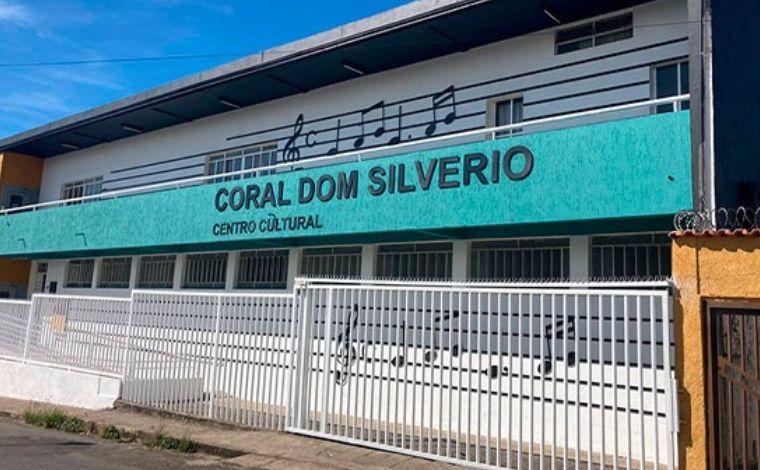 CORAL DOM SILVERIO
CENTRO CULTURAL